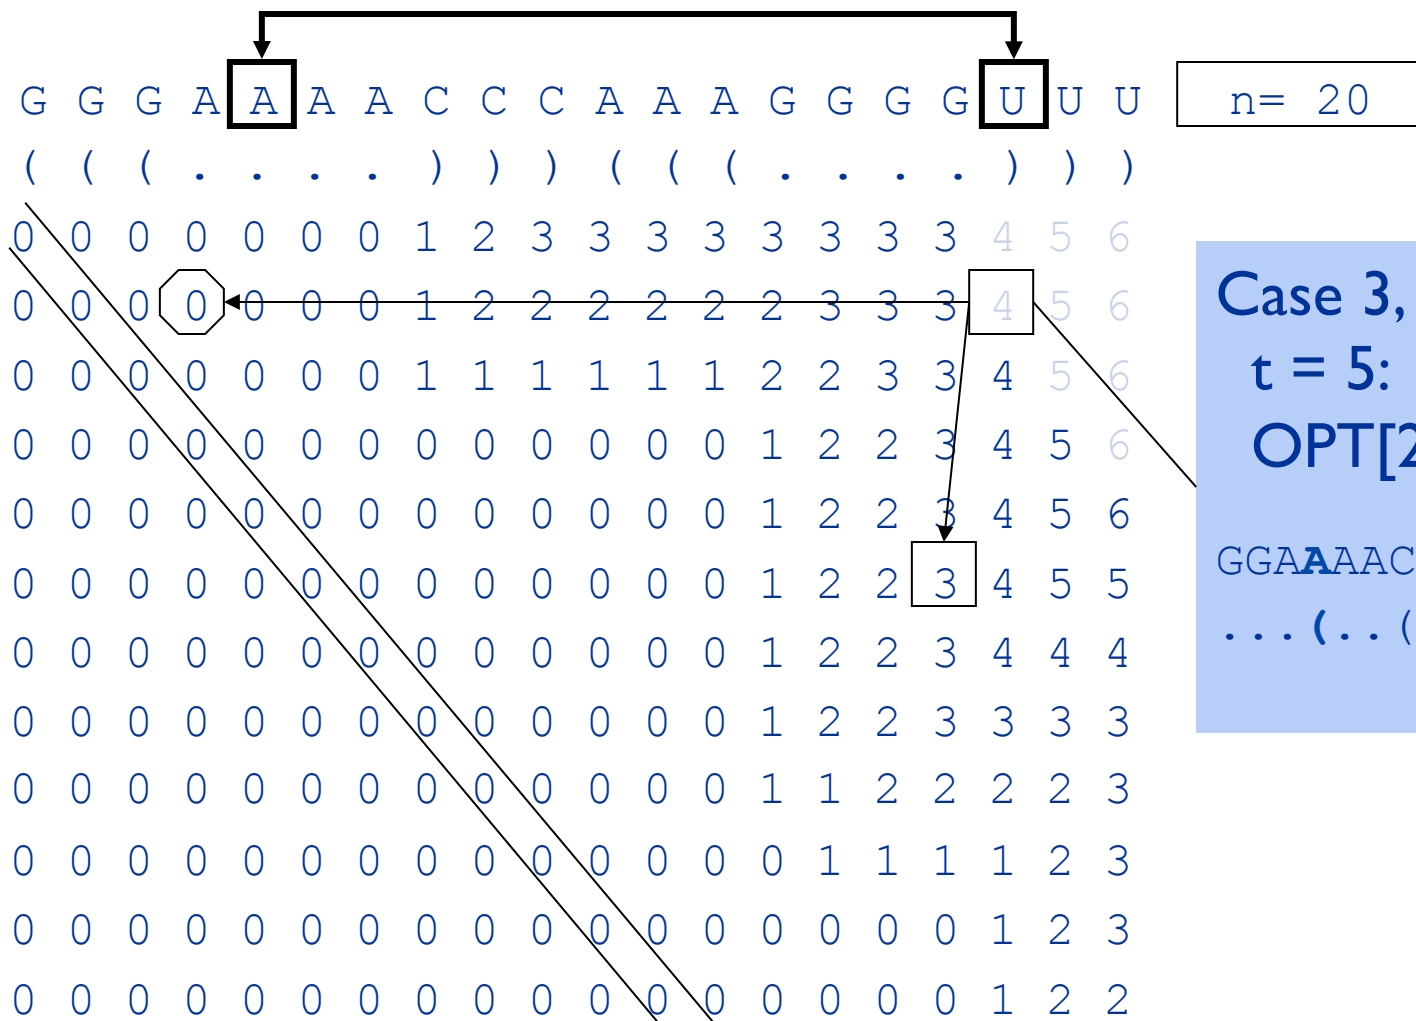 G G G A A A A C C C A A A G G G G U U U n= 20
( ( ( . . . . ) ) ) ( ( ( . . . . ) ) )
0 0 0 0 0 0 0 1 2 3 3 3 3 3 3 3 3 4 5 6
0 0 0 0 0 0 0 1 2 2 2 2 2 2 3 3 3 4 5 6
0 0 0 0 0 0 0 1 1 1 1 1 1 2 2 3 3 4 5 6
0 0 0 0 0 0 0 0 0 0 0 0 0 1 2 2 3 4 5 6
0 0 0 0 0 0 0 0 0 0 0 0 0 1 2 2 3 4 5 6
0 0 0 0 0 0 0 0 0 0 0 0 0 1 2 2 3 4 5 5
0 0 0 0 0 0 0 0 0 0 0 0 0 1 2 2 3 4 4 4
0 0 0 0 0 0 0 0 0 0 0 0 0 1 2 2 3 3 3 3
0 0 0 0 0 0 0 0 0 0 0 0 0 1 1 2 2 2 2 3
0 0 0 0 0 0 0 0 0 0 0 0 0 0 1 1 1 1 2 3
0 0 0 0 0 0 0 0 0 0 0 0 0 0 0 0 0 1 2 3
0 0 0 0 0 0 0 0 0 0 0 0 0 0 0 0 0 1 2 2
Case 3,
t = 5:
OPT[2
GGAAAAC
...(..(